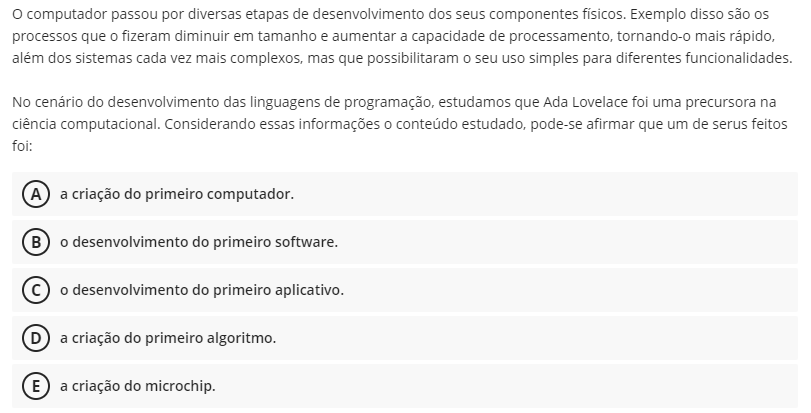 O computador passou por diversas etapas de desenvolvimento dos seus componentes físicos. Exemplo disso são os
processos que o fizeram diminuir em tamanho e aumentar a capacidade de processamento, tornando-o mais rápido,
além dos sistemas cada vez mais complexos, mas que possibilitaram o seu uso simples para diferentes funcionalidades.
No cenário do desenvolvimento das linguagens de programação, estudamos que Ada Lovelace foi uma precursora na
ciência computacional. Considerando essas informações o conteúdo estudado, pode-se afirmar que um de serus feitos
foi:
A a criação do primeiro computador.
B o desenvolvimento do primeiro software.
C o desenvolvimento do primeiro aplicativo.
D a criação do primeiro algoritmo.
E a criação do microchip.